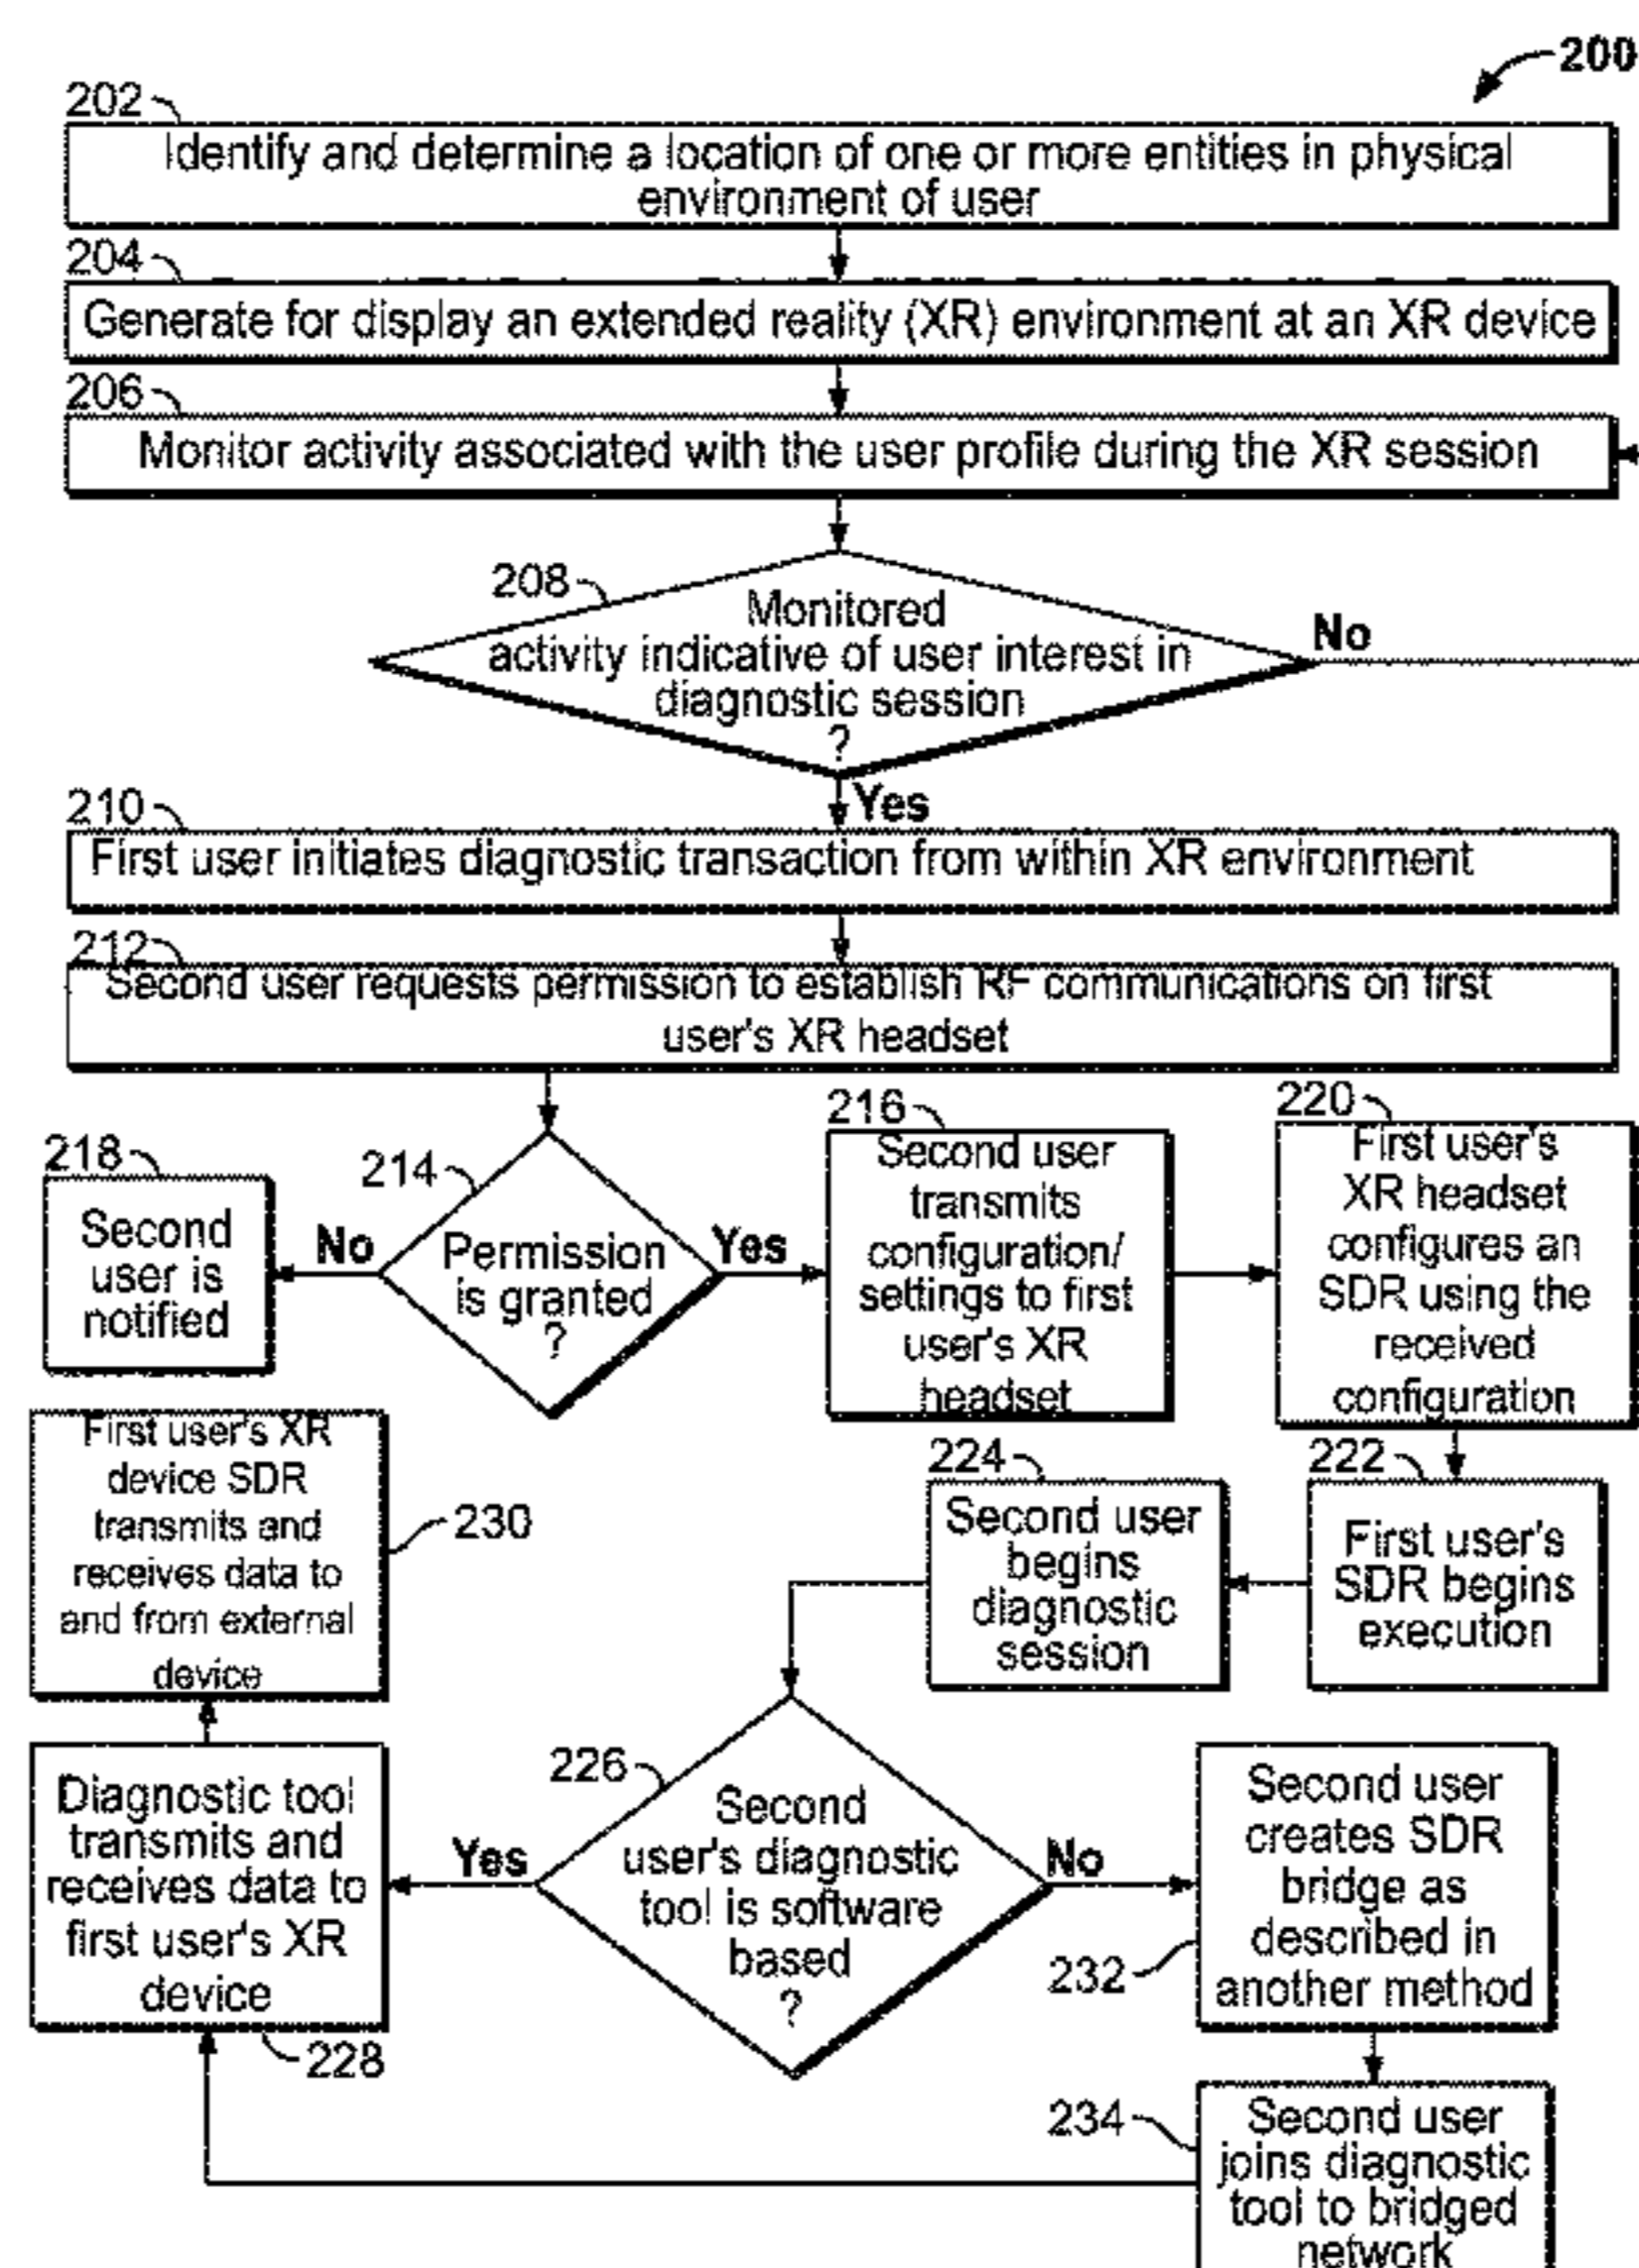 200
202
Identify and determine a location of one or more entities in physical
environment of user
204
Generate for display an extended reality (XR) environment at an XR device
206
Monitor activity associated with the user profile during the XR session
208
Monitored
activity indicative of user interest in
diagnostic session
?
No
Yes
210
First user initiates diagnostic transaction from within XR environment
212
Second user requests permission to establish RF communications on first
user's XR headset
214
Permission
is granted
?
No
Yes
218
Second
user is
notified
216
Second user
transmits
configuration/
settings to first
user's XR
headset
220
First user's
XR headset
configures an
SDR using the
received
configuration
222
First user's
SDR begins
execution
224
Second user
begins
diagnostic
session
226
Second
user's diagnostic
tool is software
based
?
Yes
No
228
Diagnostic tool
transmits and
receives data to
first user's XR
device
230
First user's XR
device SDR
transmits and
receives data to
and from external
device
232
Second user
creates SDR
bridge as
described in
another method
234
Second user
joins diagnostic
tool to bridged
network